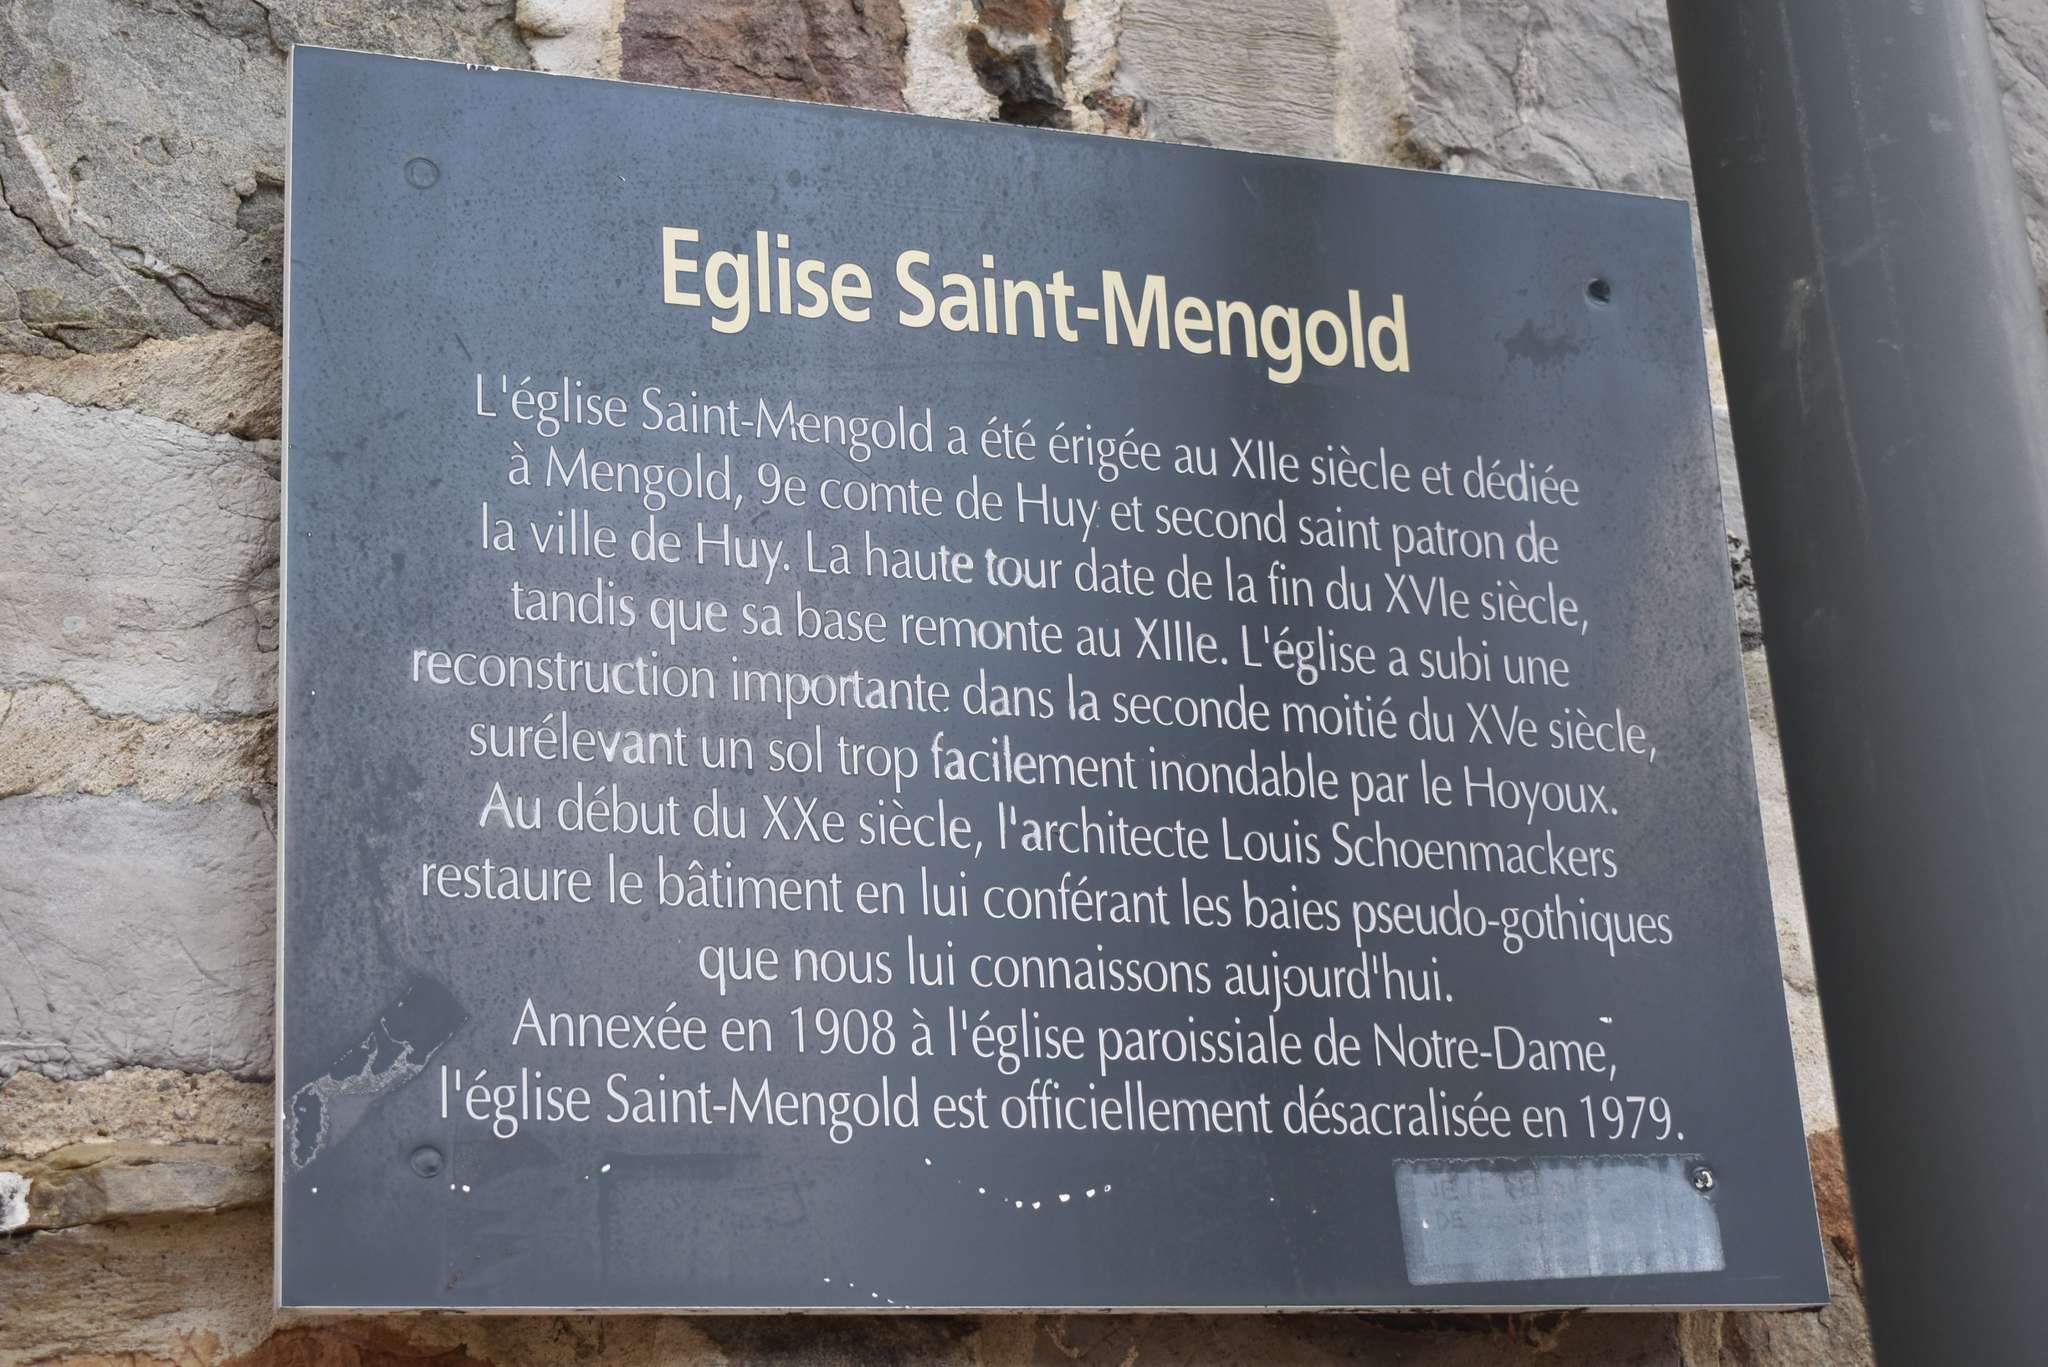 Eglise Saint-Mengold
L'église Saint-Mengold a été érigée au XIIe siècle et dédiée
à Mengold, 9e comte de Huy et second saint patron de
la ville de Huy. La haute tour date de la fin du XVIe siècle,
tandis que sa base remonte au XIIIe. L'église a subi une
reconstruction importante dans la seconde moitié du XVe siècle,
surélevant un sol trop facilement inondable par le Hoyoux.
Au début du XXe siècle, l'architecte Louis Schoenmackers
restaure le bâtiment en lui conférant les baies pseudo-gothiques
que nous lui connaissons aujourd'hui.
Annexée en 1908 à l'église paroissiale de Notre-Dame,
l'église Saint-Mengold est officiellement désacralisée en 1979.